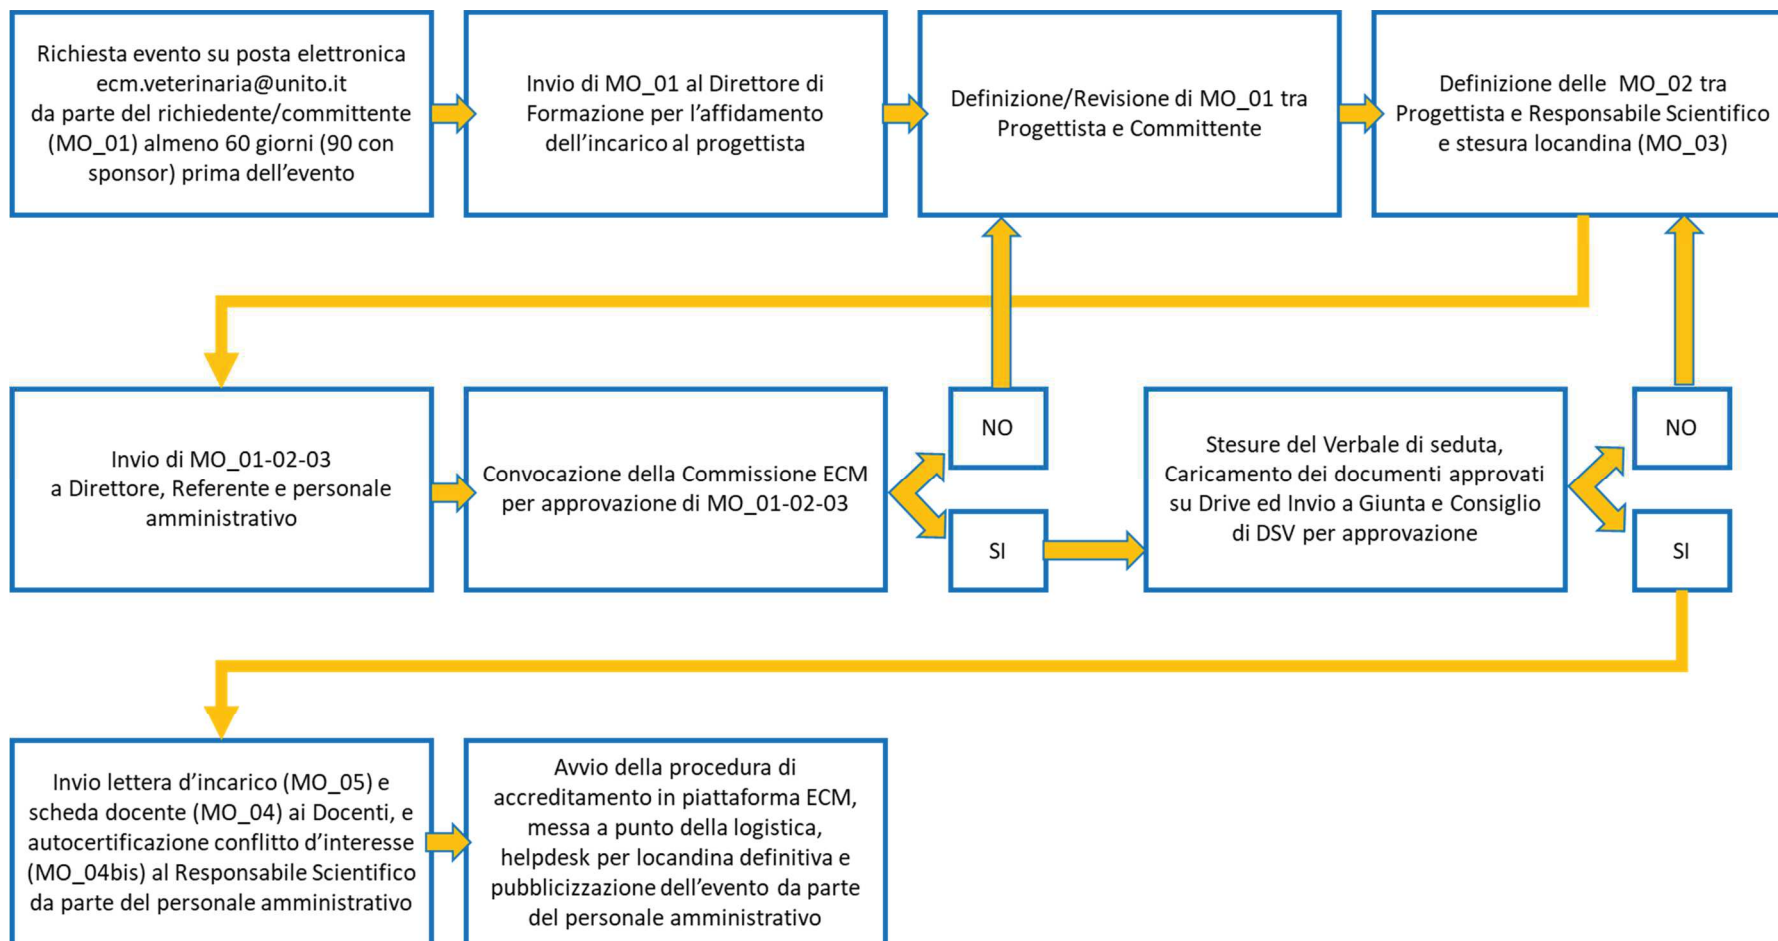 Richiesta evento su posta elettronica
ecm.veterinaria@unito.it
da parte del richiedente/committente
(MO_01) almeno 60 giorni (90 con
sponsor) prima dell'evento
Invio di MO_01 al Direttore di
Formazione per l'affidamento
dell'incarico al progettista
Definizione/Revisione di MO_01 tra
Progettista e Committente
Definizione delle MO_02 tra
Progettista e Responsabile Scientifico
e stesura locandina (MO_03)
Invio di MO_01-02-03
a Direttore, Referente e personale
amministrativo
Convocazione della Commissione ECM
per approvazione di MO_01-02-03
NO
SI
Stesure del Verbale di seduta,
Caricamento dei documenti approvati
su Drive ed Invio a Giunta e Consiglio
di DSV per approvazione
NO
SI
Invio lettera d'incarico (MO_05) e
scheda docente (MO_04) ai Docenti, e
autocertificazione conflitto d'interesse
(MO_04bis) al Responsabile Scientifico
da parte del personale amministrativo
Avvio della procedura di
accreditamento in piattaforma ECM,
messa a punto della logistica,
helpdesk per locandina definitiva e
pubblicizzazione dell'evento da parte
del personale amministrativo